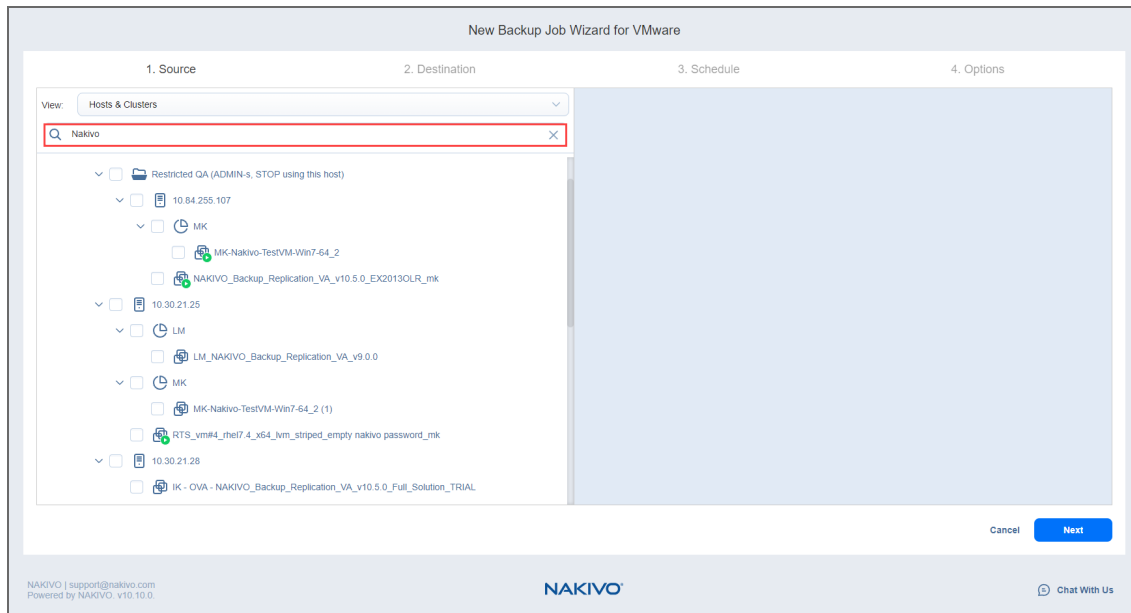 New Backup Job Wizard for VMware
1. Source
2. Destination
3. Schedule
4. Options
View:
Hosts & Clusters
Nakivo
Restricted QA (ADMIN-s, STOP using this host)
10.84.255.107
MK
MK-Nakivo-TestVM-Win7-64_2
NAKIVO_Backup_Replication_VA_v10.5.0_EX2013OLR_mk
10.30.21.25
LM
LM_NAKIVO_Backup_Replication_VA_v9.0.0
MK
MK-Nakivo-TestVM-Win7-64_2 (1)
RTS_vm#4_rhel7.4_x64_lvm_striped_empty nakivo password_mk
10.30.21.28
IK - OVA - NAKIVO_Backup_Replication_VA_v10.5.0_Full_Solution_TRIAL
Cancel
Next
NAKIVO | support@nakivo.com
Powered by NAKIVO. v10.10.0.
NAKIVO
Chat With Us